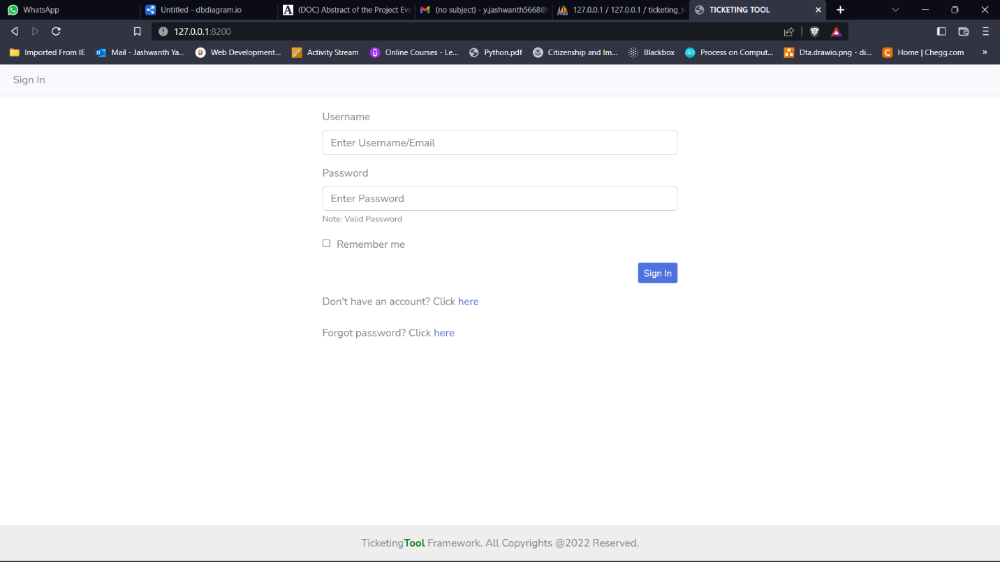 WhatsApp
Untitled - dbdiagram.io
A (DOC) Abstract of the Project Eve
(no subject) - y.jashwanth5668@
127.0.0.1 / 127.0.0.1 / ticketing_t
TICKETING TOOL
127.0.0.1:8200
Imported From IE
Mail - Jashwanth Ya...
Web Development...
Activity Stream
Online Courses - Le...
Python.pdf
Citizenship and Im...
Blackbox
Process on Comput...
Dta.drawio.png - di...
Home | Chegg.com
»
Sign In
Username
Enter Username/Email
Password
Enter Password
Note: Valid Password
Remember me
Sign In
Don't have an account? Click here
Forgot password? Click here
TicketingTool Framework. All Copyrights @2022 Reserved.